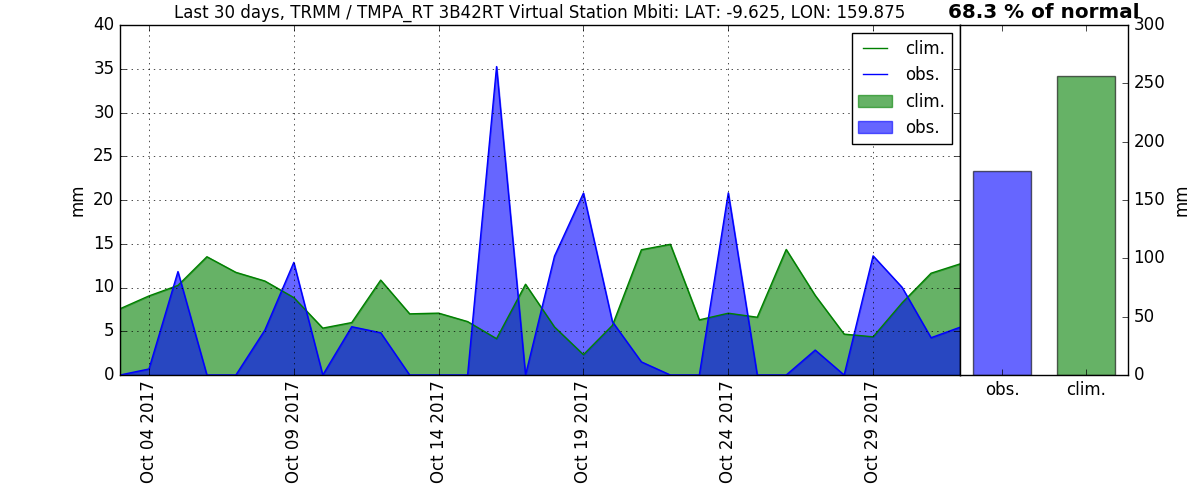 Last 30 days, TRMM / TMPA_RT 3B42RT Virtual Station Mbiti: LAT: -9.625, LON: 159.875
68.3 % of normal
40
35
30
25
20
15
10
5
0
mm
clim.
obs.
clim.
obs.
300
250
200
150
100
50
0
mm
Oct 04 2017
Oct 09 2017
Oct 14 2017
Oct 19 2017
Oct 24 2017
Oct 29 2017
obs.
clim.